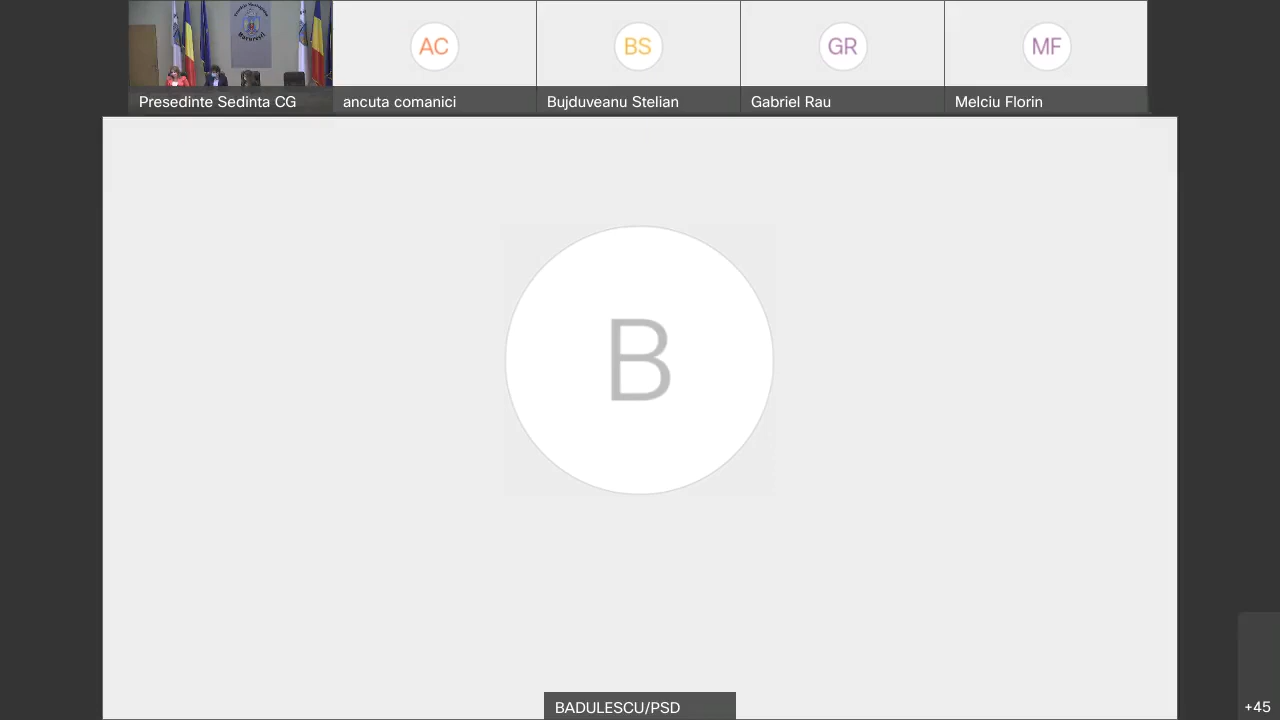 AC
BS
GR
MF
Presedinte Sedinta CG
ancuta comanici
Bujduveanu Stelian
Gabriel Rau
Melciu Florin
B
BADULESCU/PSD
+45